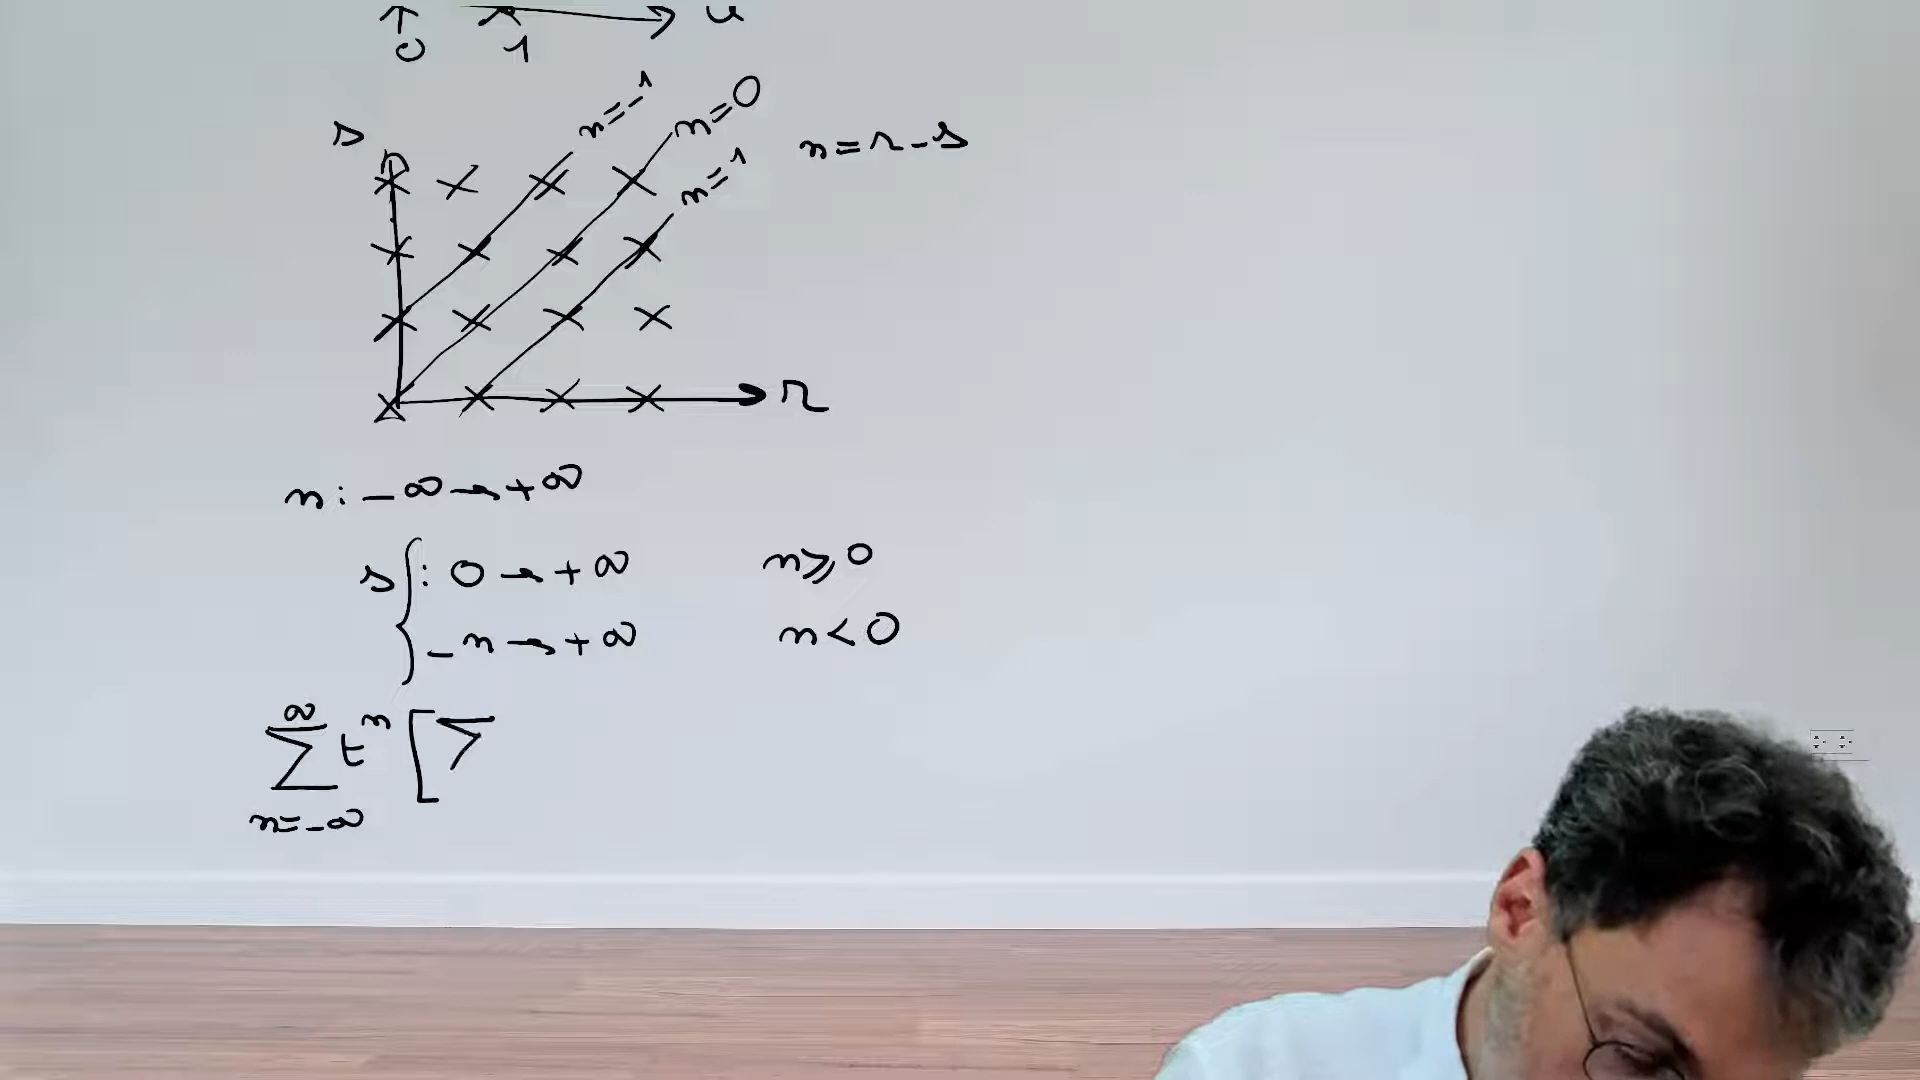 u
0 1
s
n=-1
n=0
n=1
n=r-s
r
n: -∞→+∞
s { : 0→+∞ n⩾0
-n→+∞ n<0
∞
∑ t^n [ ∑
n=-∞